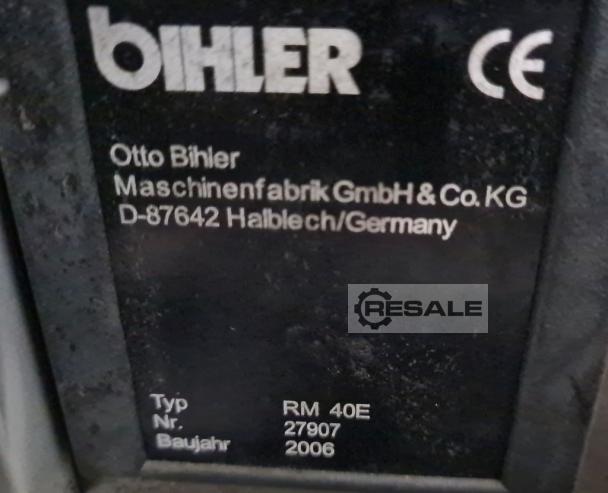 BIHLER CE
Otto Bihler
Maschinenfabrik GmbH & Co. KG
D-87642 Halblech/Germany
RESALE
Typ RM 40E
Nr. 27907
Baujahr 2006